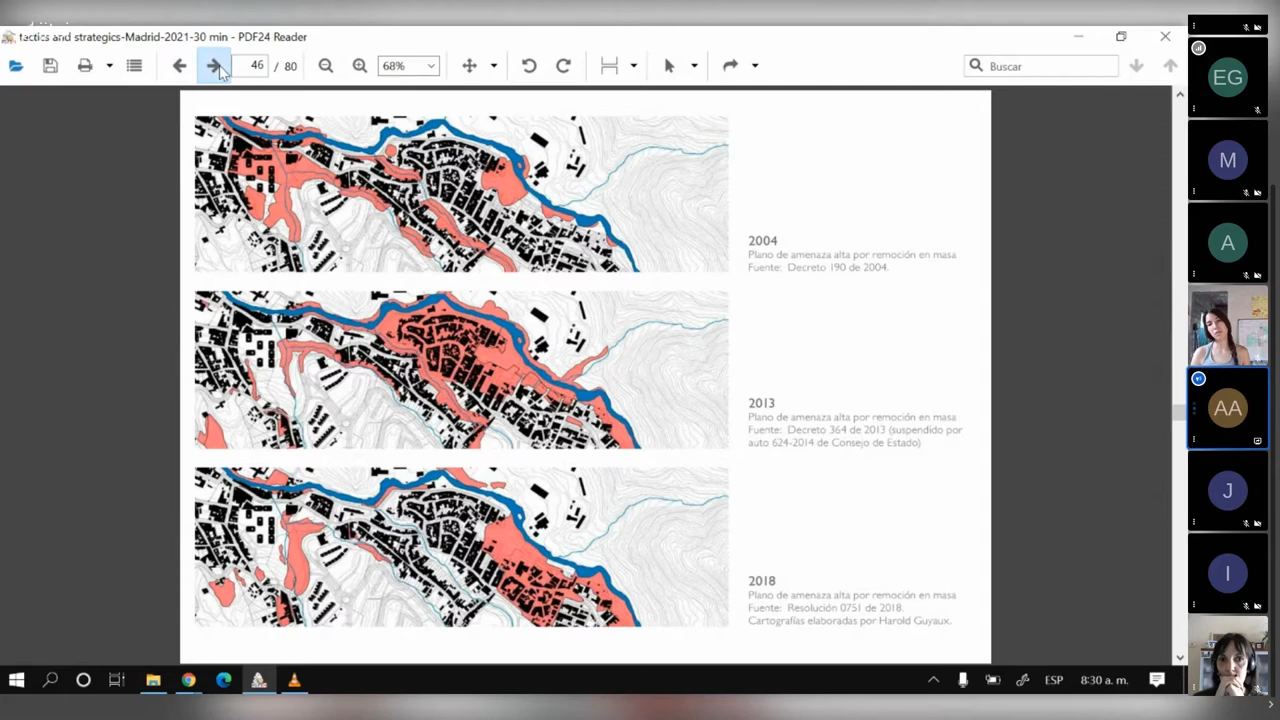 tactics and strategics-Madrid-2021-30 min - PDF24 Reader
46 / 80
68%
Buscar
2004
Plano de amenaza alta por remoción en masa
Fuente: Decreto 190 de 2004.
2013
Plano de amenaza alta por remoción en masa
Fuente: Decreto 364 de 2013 (suspendido por
auto 624-2014 de Consejo de Estado)
2018
Plano de amenaza alta por remoción en masa
Fuente: Resolución 0751 de 2018.
Cartografías elaboradas por Harold Guyaux.
EG
M
A
AA
J
I
ESP
8:30 a. m.